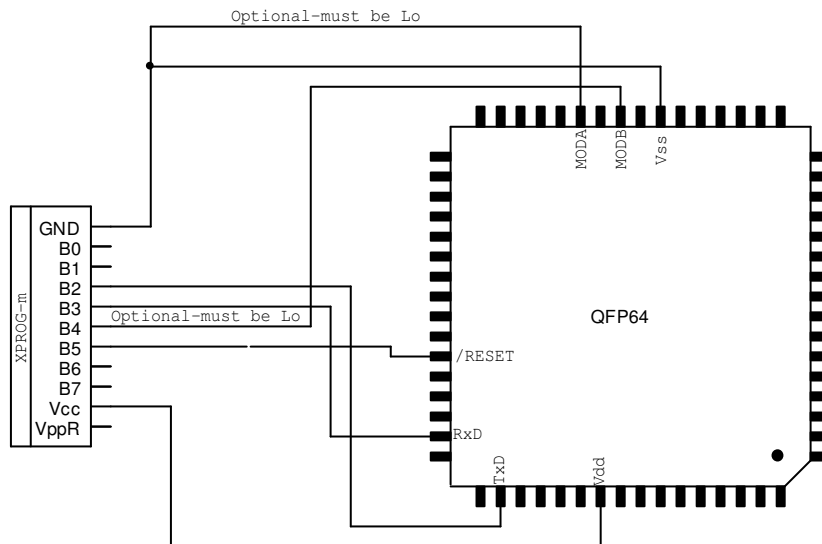 Optional-must be Lo
MODA
MODB
Vss
XPROG-m
GND
B0
B1
B2
B3
B4
B5
B6
B7
Vcc
VppR
Optional-must be Lo
QFP64
/RESET
RxD
TxD
Vdd